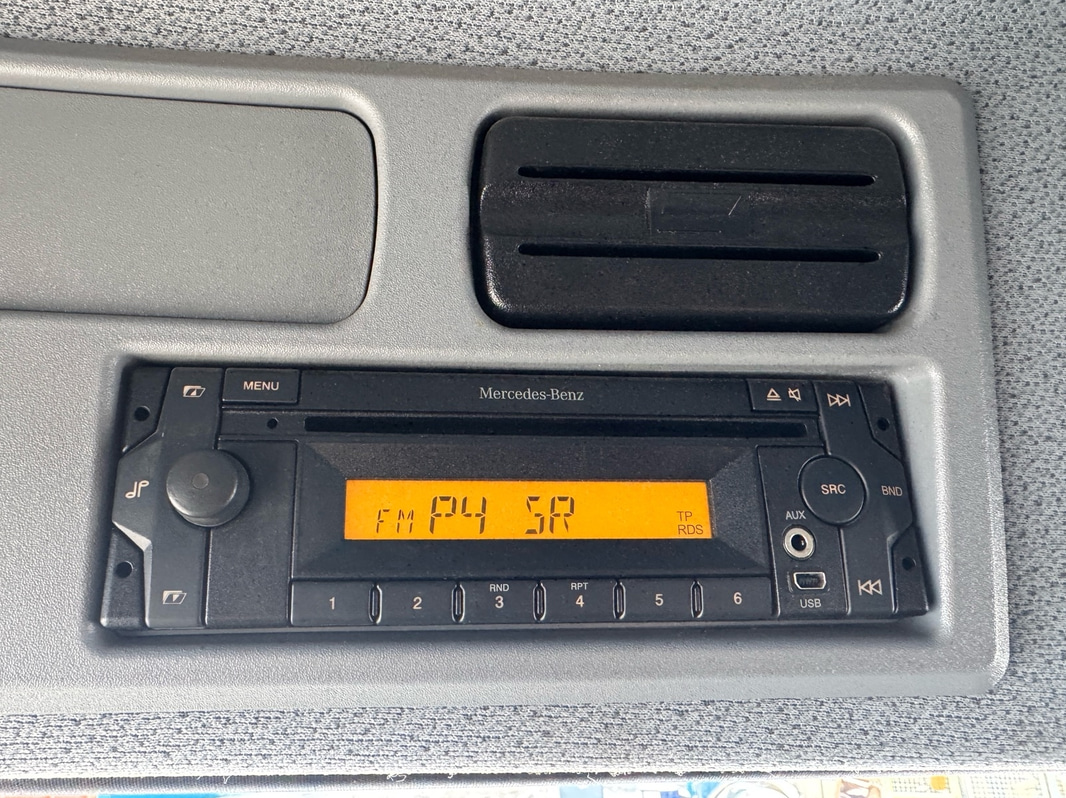 MENU
Mercedes-Benz
SRC
BND
AUX
FM P4 SR
TP
RDS
USB
1
2
RND
3
RPT
4
5
6